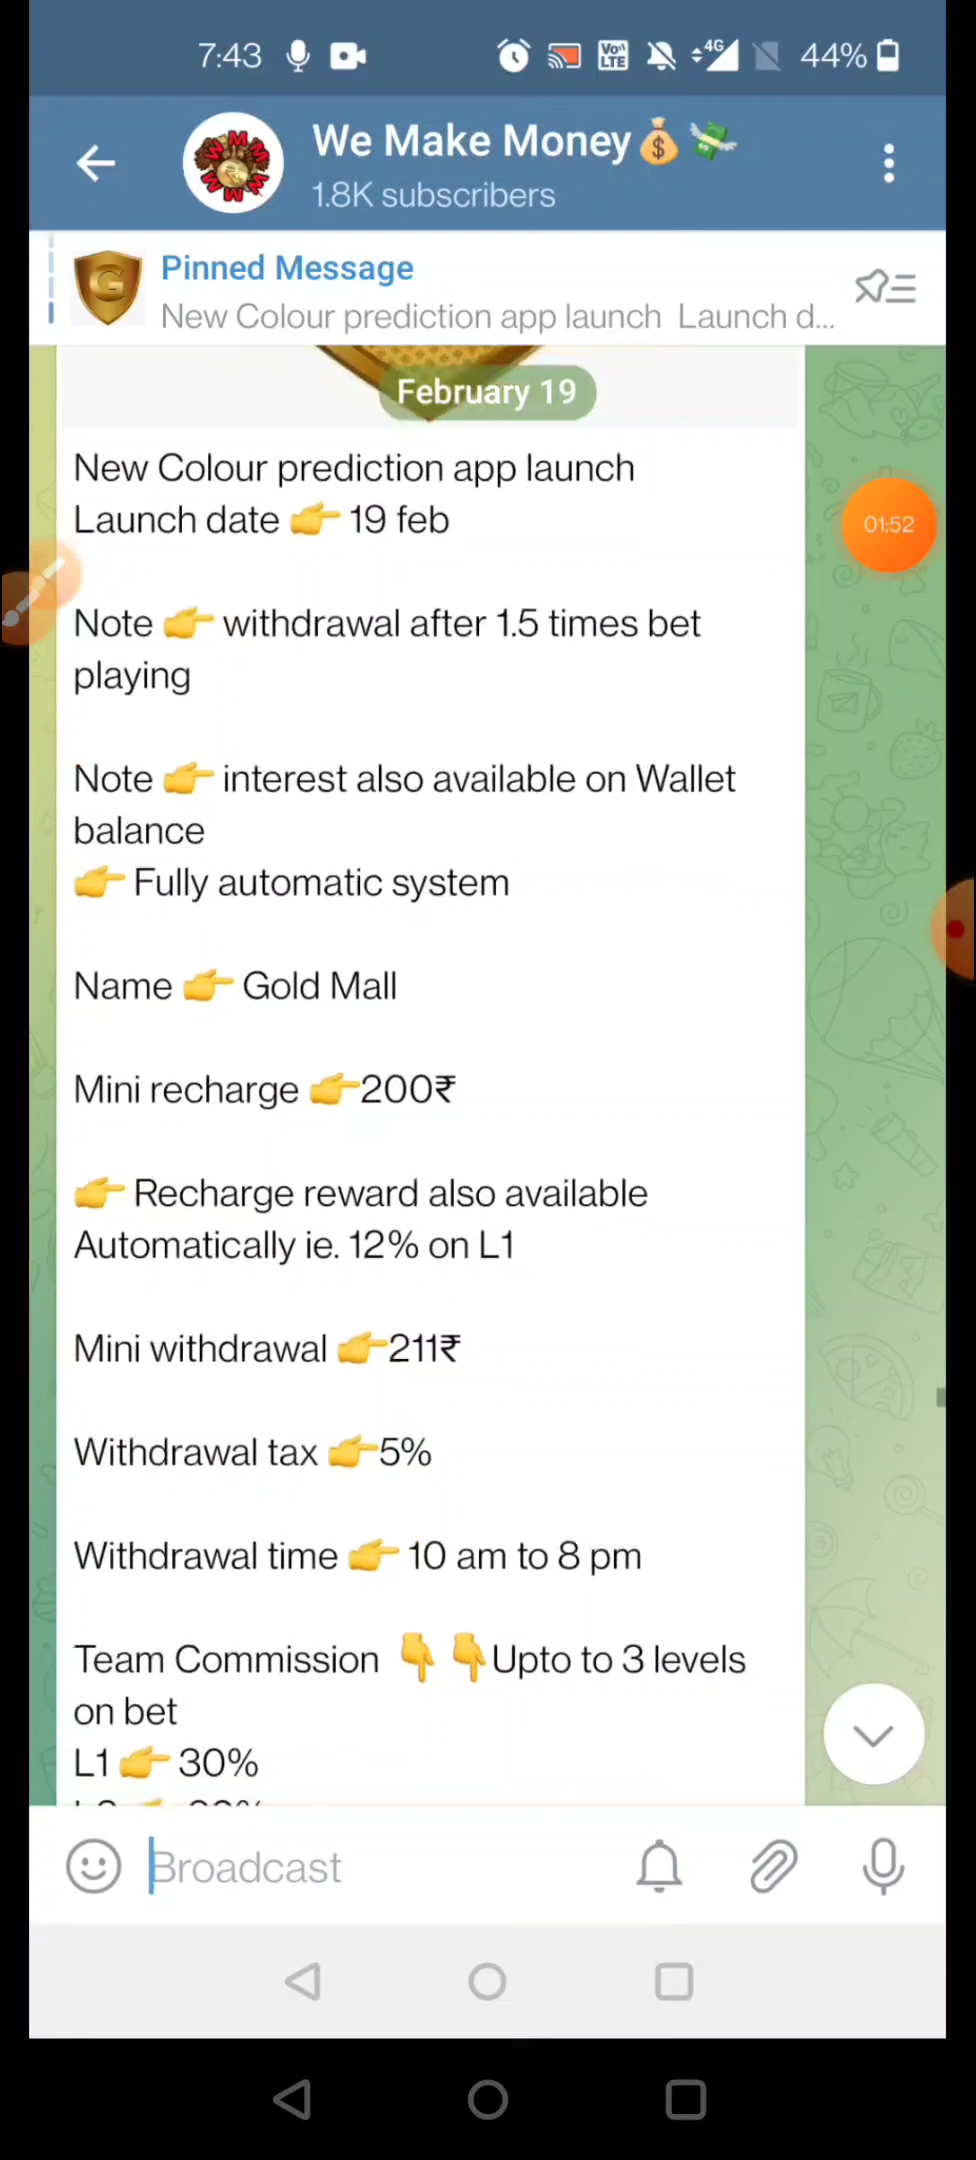 7:43
Vo))
LTE
4G
44%
We Make Money💰💸
1.8K subscribers
G
Pinned Message
New Colour prediction app launch Launch d...
February 19
New Colour prediction app launch
Launch date 👉 19 feb
01:52
Note 👉 withdrawal after 1.5 times bet
playing
Note 👉 interest also available on Wallet
balance
👉 Fully automatic system
Name 👉 Gold Mall
Mini recharge 👉200₹
👉 Recharge reward also available
Automatically ie. 12% on L1
Mini withdrawal 👉211₹
Withdrawal tax 👉5%
Withdrawal time 👉 10 am to 8 pm
Team Commission 👇👇Upto to 3 levels
on bet
L1 👉 30%
Broadcast